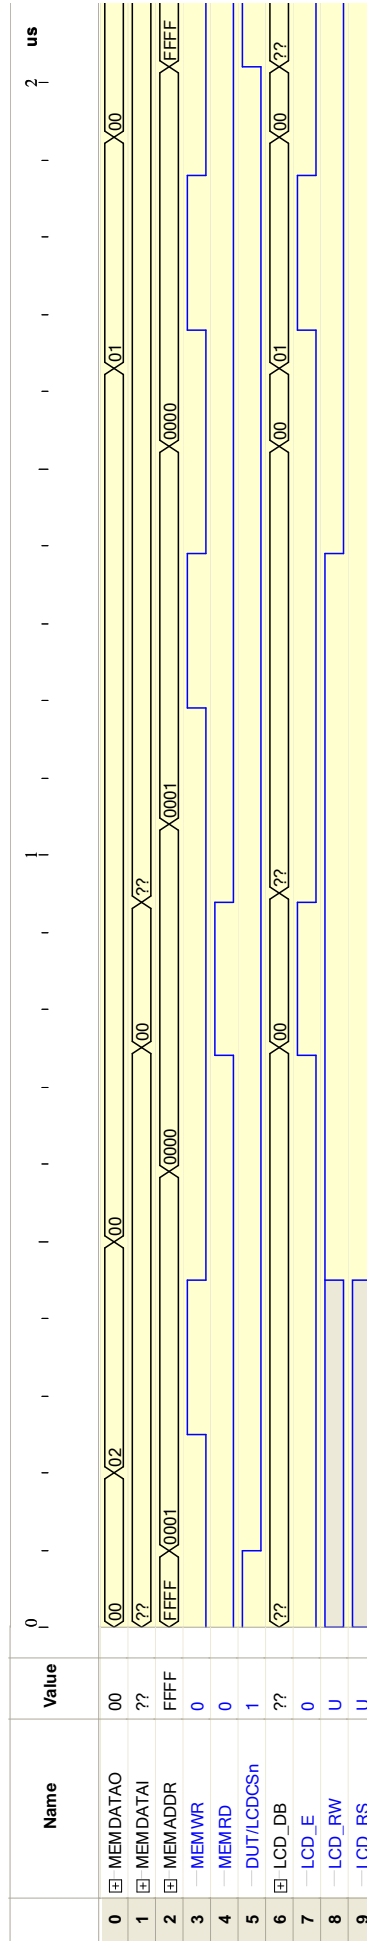 Name Value 0 1 2 us
0 MEMDATAO 00 00 02 00 01 00
1 MEMDATAI ?? ?? 00 ??
2 MEMADDR FFFF FFFF 0001 0000 0001 0000 FFFF
3 MEMWR 0
4 MEMRD 0
5 DUT/LCDCSn 1
6 LCD_DB ?? ?? 00 ?? 00 01 00 ??
7 LCD_E 0
8 LCD_RW U
9 LCD_RS U